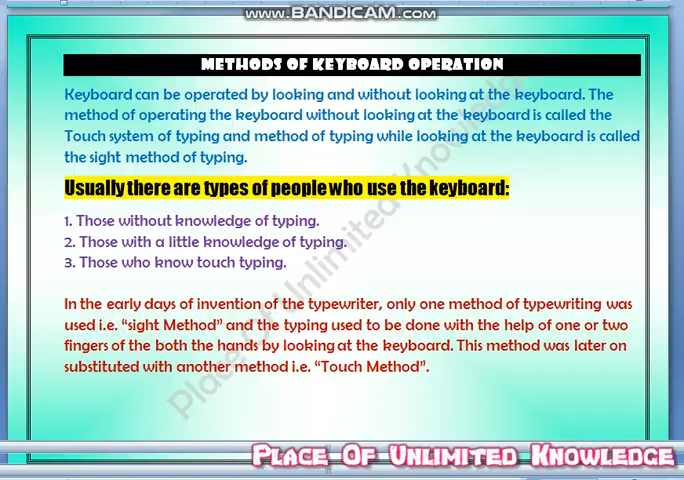 www.BANDICAM.com
METHODS OF KEYBOARD OPERATION
Keyboard can be operated by looking and without looking at the keyboard. The
method of operating the keyboard without looking at the keyboard is called the
Touch system of typing and method of typing while looking at the keyboard is called
the sight method of typing.
Usually there are types of people who use the keyboard:
1. Those without knowledge of typing.
2. Those with a little knowledge of typing.
3. Those who know touch typing.
In the early days of invention of the typewriter, only one method of typewriting was
used i.e. “sight Method” and the typing used to be done with the help of one or two
fingers of the both the hands by looking at the keyboard. This method was later on
substituted with another method i.e. “Touch Method”.
Place Of Unlimited Knowledge
Place Of Unlimited Knowledge